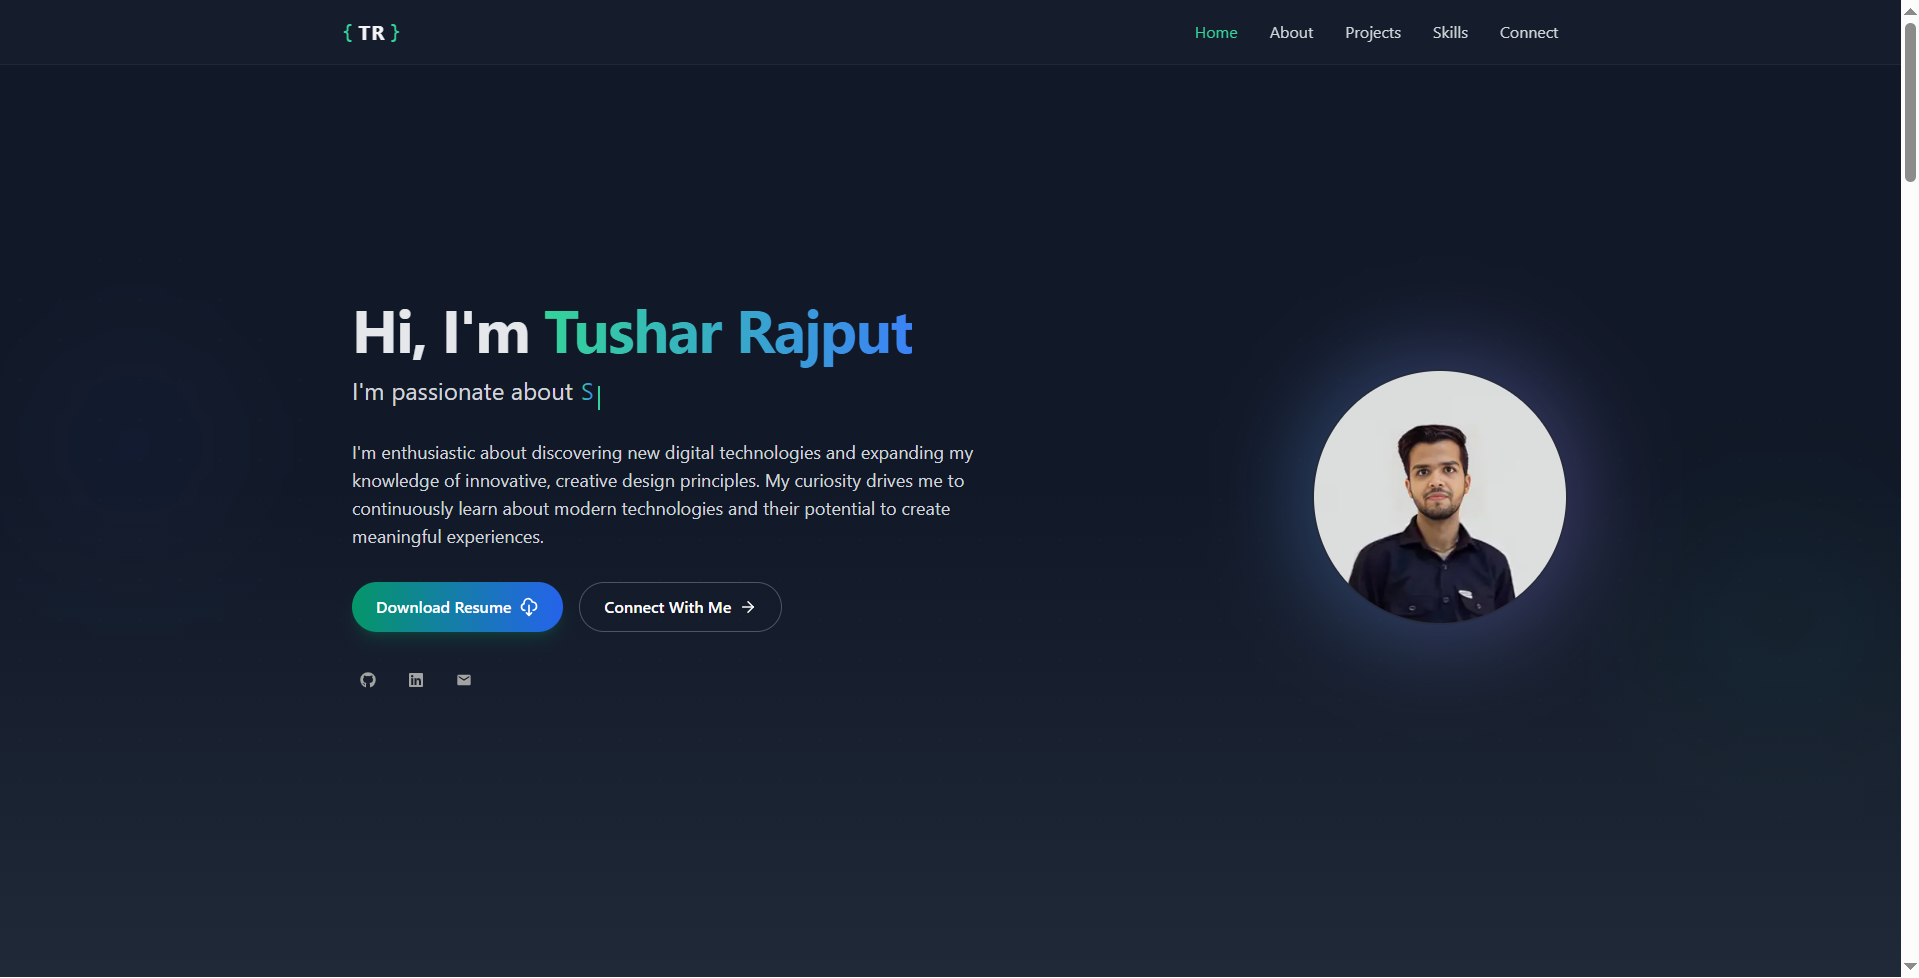 { TR }
Home About Projects Skills Connect
Hi, I'm Tushar Rajput
I'm passionate about S|
I'm enthusiastic about discovering new digital technologies and expanding my
knowledge of innovative, creative design principles. My curiosity drives me to
continuously learn about modern technologies and their potential to create
meaningful experiences.
Download Resume
Connect With Me →